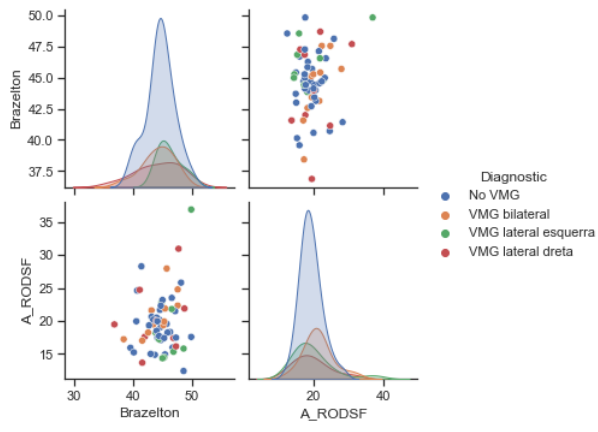 50.0
47.5
45.0
42.5
40.0
37.5
Brazelton
Diagnostic
No VMG
VMG bilateral
VMG lateral esquerra
VMG lateral dreta
35
30
25
20
15
A_RODSF
30
40
50
Brazelton
20
40
A_RODSF